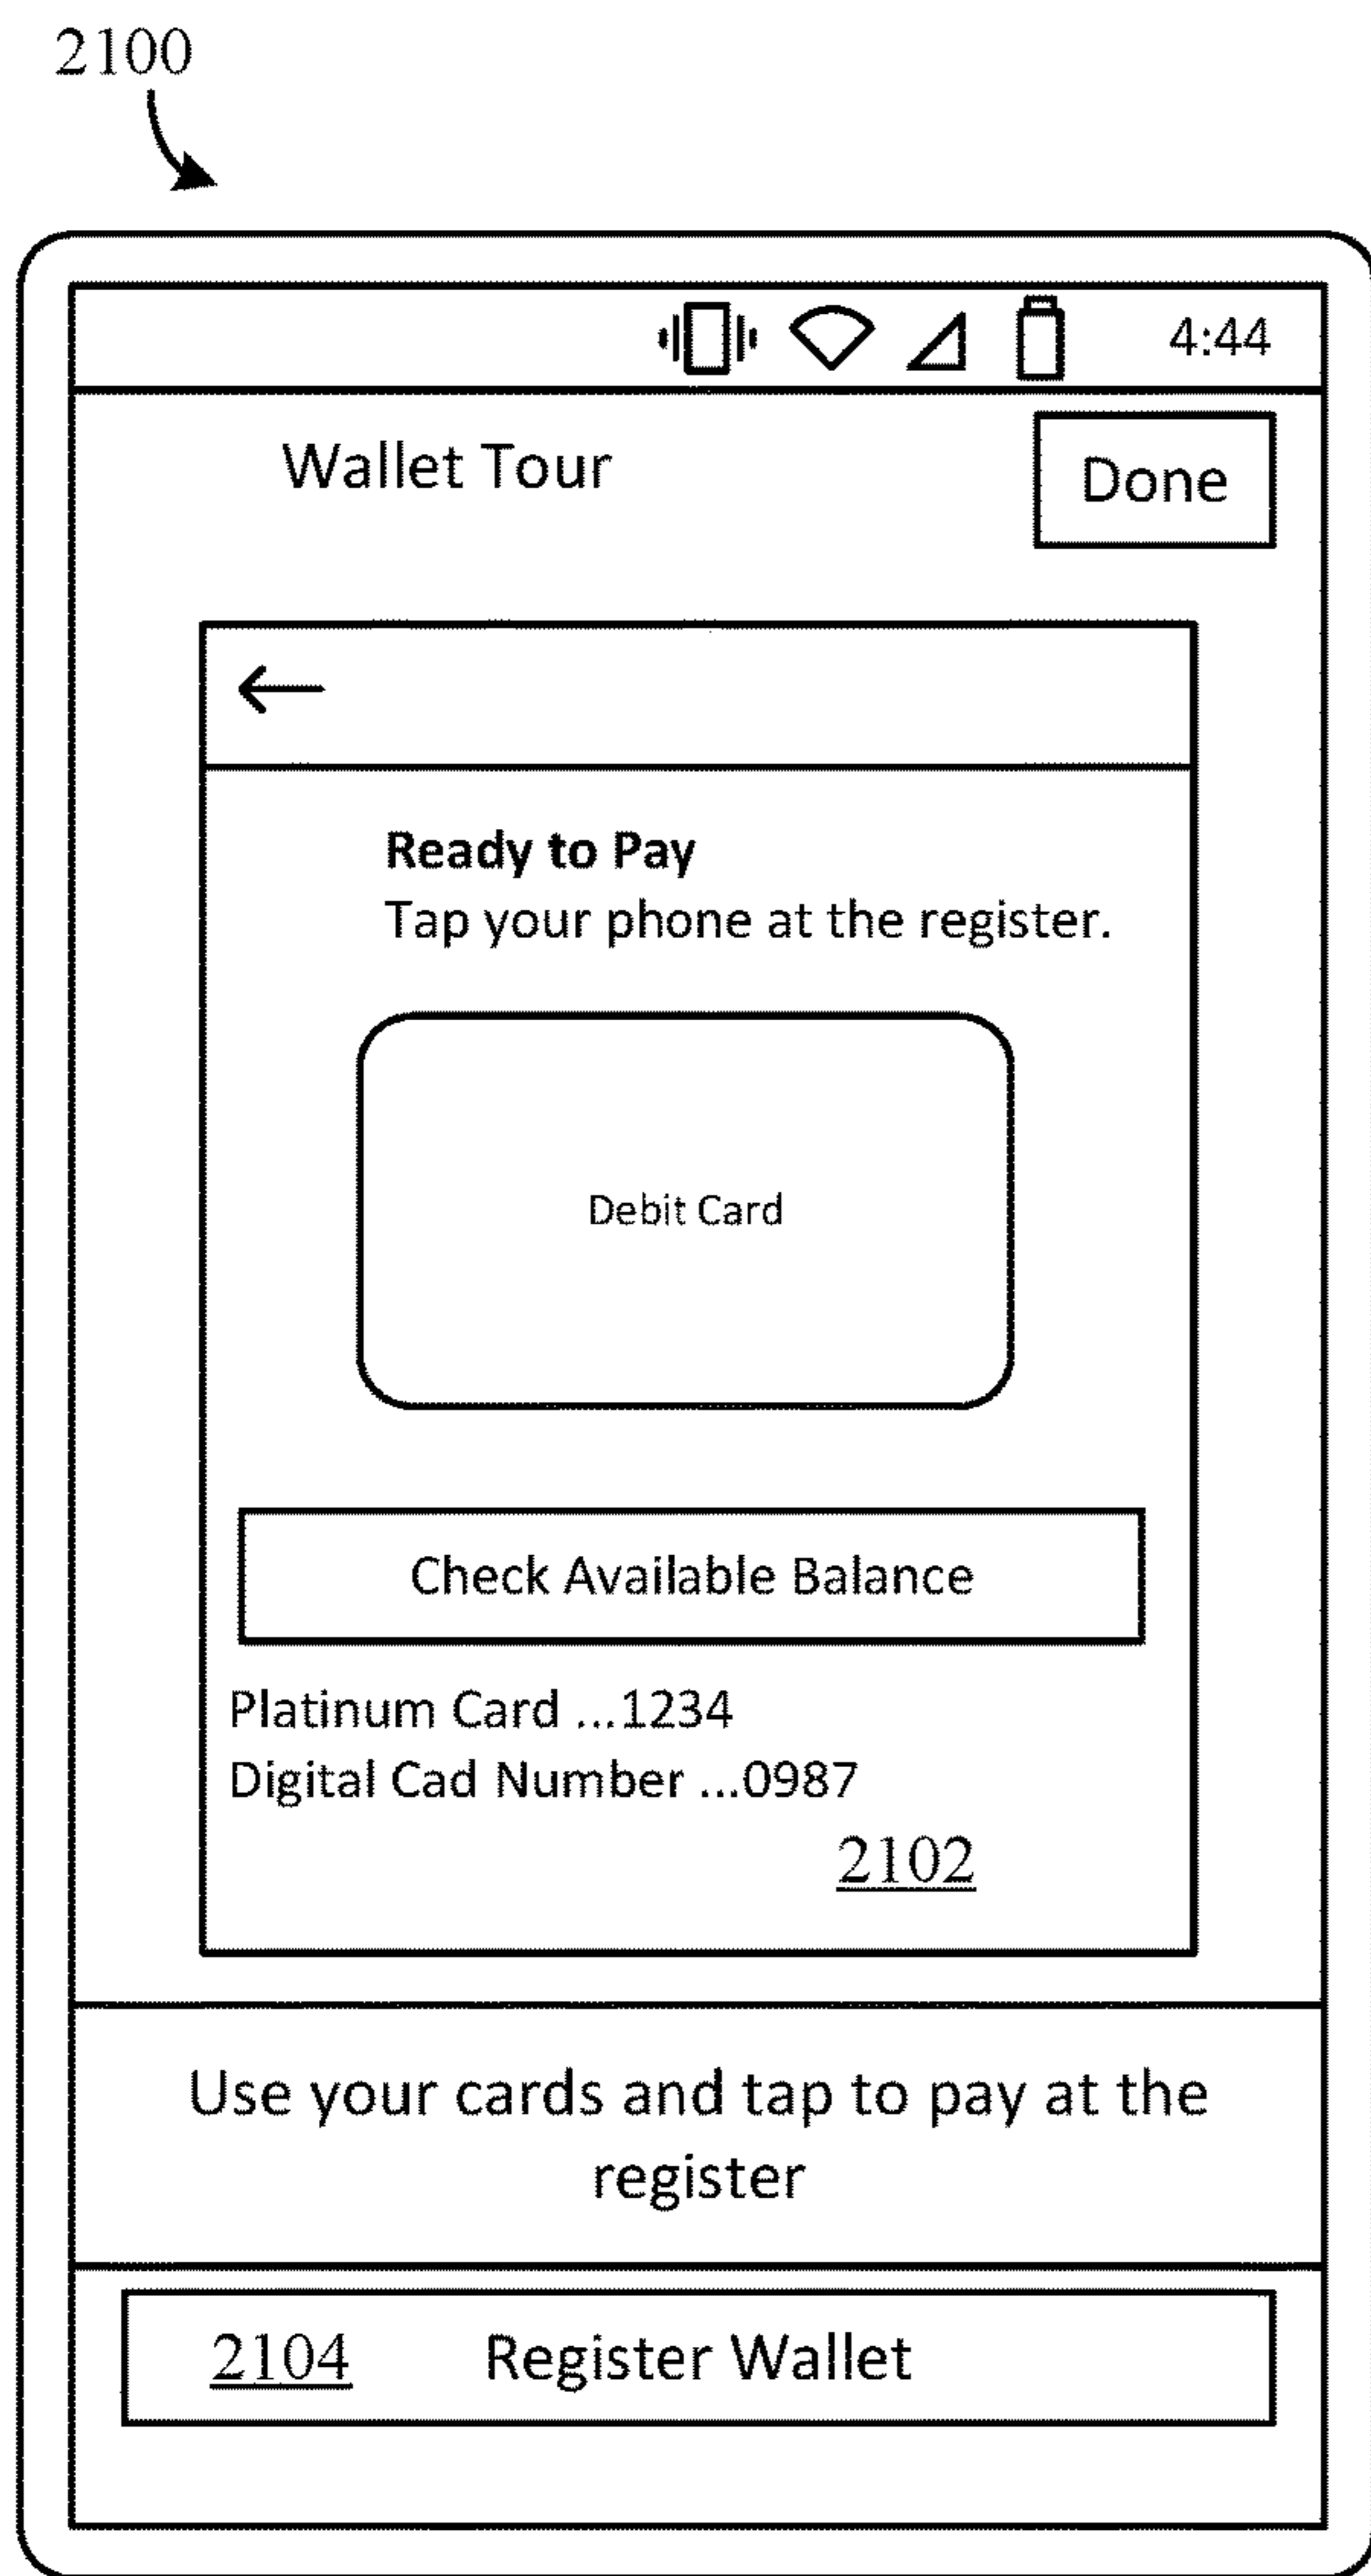 2100
4:44
Wallet Tour
Done
Ready to Pay
Tap your phone at the register.
Debit Card
Check Available Balance
Platinum Card ...1234
Digital Cad Number ...0987
2102
Use your cards and tap to pay at the
register
2104 Register Wallet